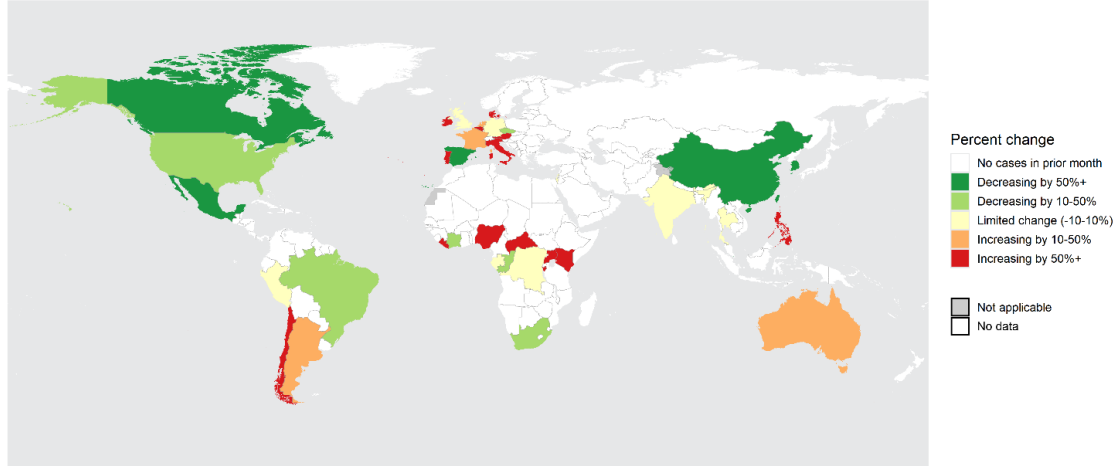 Percent change
No cases in prior month
Decreasing by 50%+
Decreasing by 10-50%
Limited change (-10-10%)
Increasing by 10-50%
Increasing by 50%+
Not applicable
No data